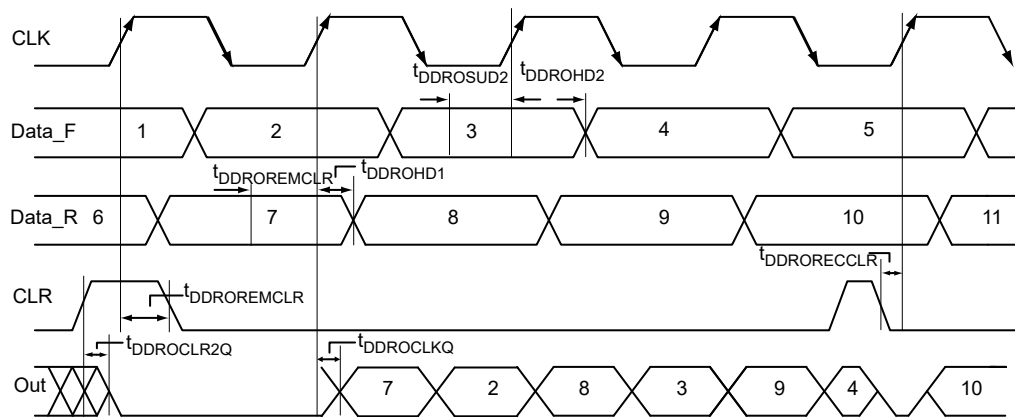 CLK
tDDROSUD2 tDDROHD2
Data_F 1 2 3 4 5
tDDROREMCLR tDDROHD1
Data_R 6 7 8 9 10 11
tDDRORECCLR
CLR tDDROREMCLR
tDDROCLR2Q tDDROCLKQ
Out 7 2 8 3 9 4 10